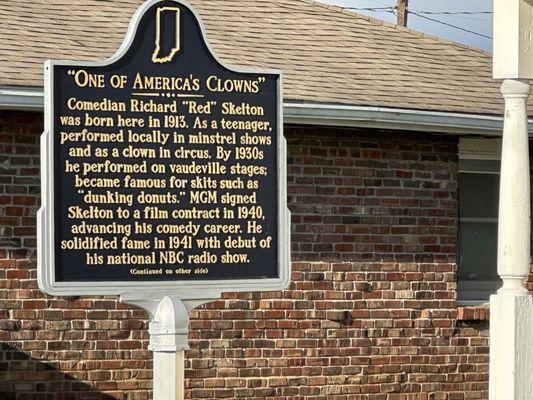 “One of America's Clowns”
Comedian Richard “Red” Skelton
was born here in 1913. As a teenager,
performed locally in minstrel shows
and as a clown in circus. By 1930s
he performed on vaudeville stages;
became famous for skits such as
“dunking donuts.” MGM signed
Skelton to a film contract in 1940,
advancing his comedy career. He
solidified fame in 1941 with debut of
his national NBC radio show.
(Continued on other side)